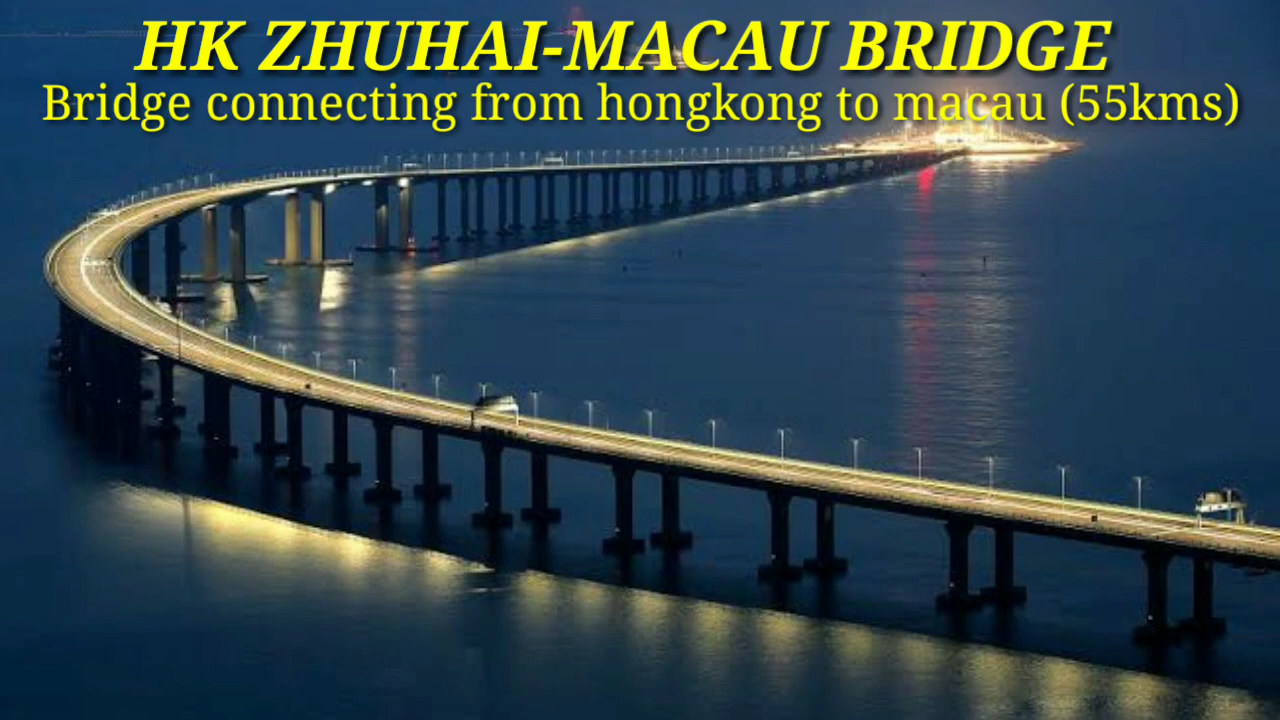 HK ZHUHAI-MACAU BRIDGE
Bridge connecting from hongkong to macau (55kms)